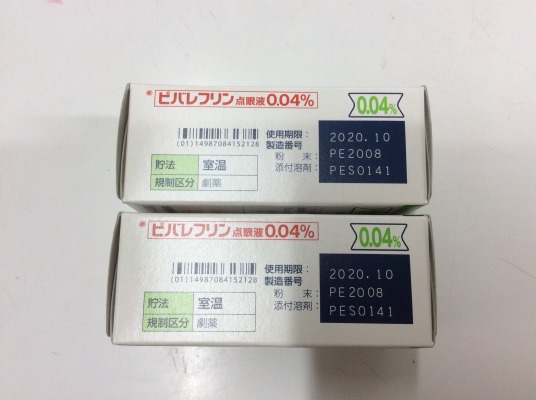 ※ピバレフリン点眼液0.04%
0.04%
(01)14987084152128
使用期限: 2020.10
製造番号
粉 末: PE2008
添付溶剤: PES0141
貯法 室温
規制区分 劇薬
※ピバレフリン点眼液0.04%
0.04%
(01)14987084152128
使用期限: 2020.10
製造番号
粉 末: PE2008
添付溶剤: PES0141
貯法 室温
規制区分 劇薬